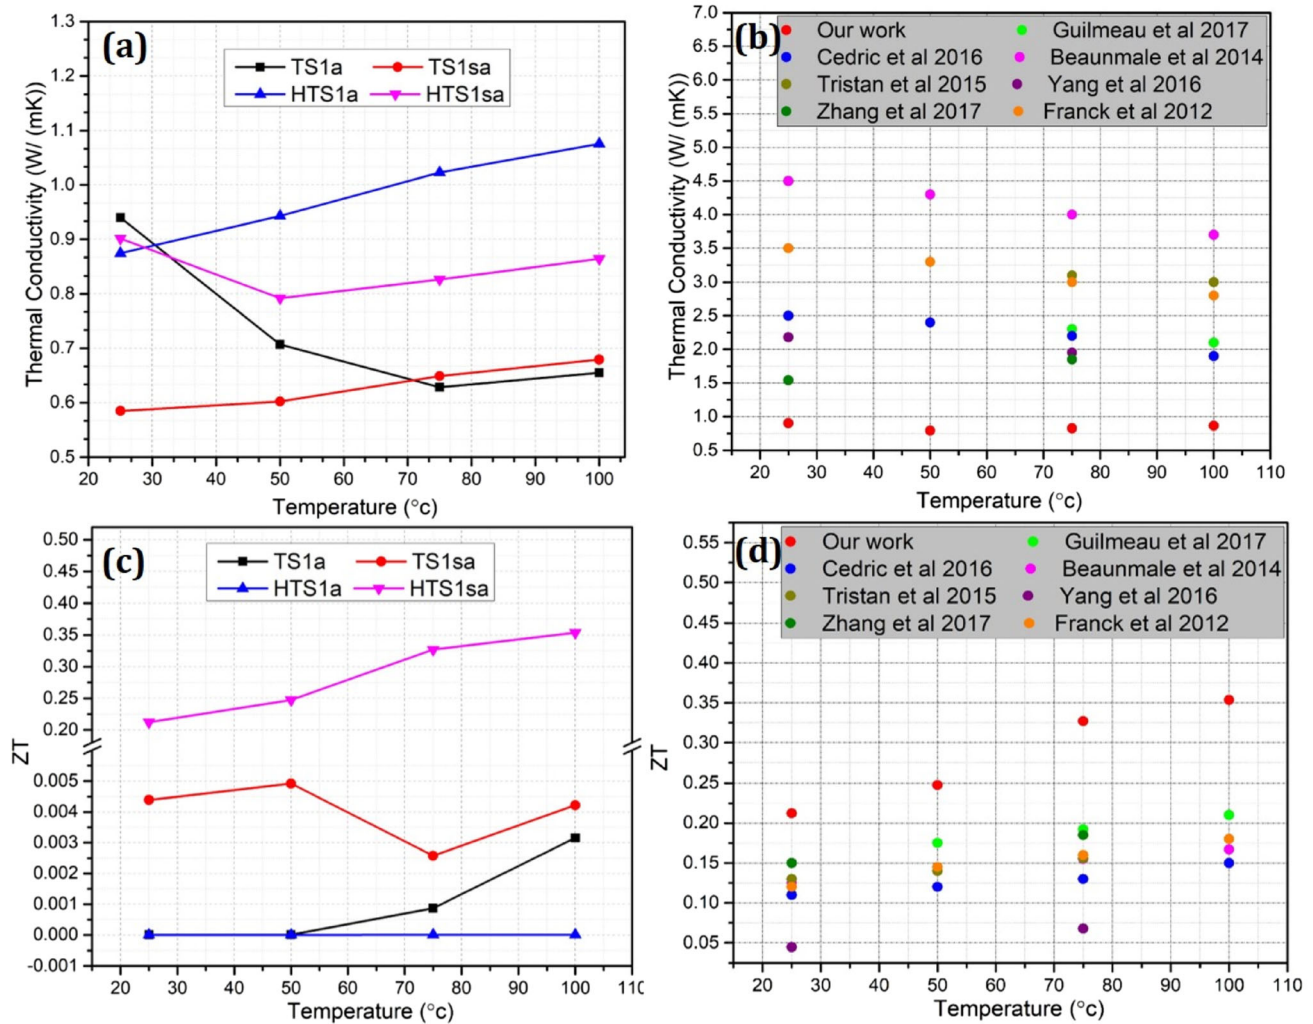 (a)
TS1a TS1sa
HTS1a HTS1sa
Thermal Conductivity (W/ (mK))
1.3
1.2
1.1
1.0
0.9
0.8
0.7
0.6
0.5
20 30 40 50 60 70 80 90 100
Temperature (°c)
(b)
Our work Guilmeau et al 2017
Cedric et al 2016 Beaunmale et al 2014
Tristan et al 2015 Yang et al 2016
Zhang et al 2017 Franck et al 2012
Thermal Conductivity (W/ (mK))
7.0
6.5
6.0
5.5
5.0
4.5
4.0
3.5
3.0
2.5
2.0
1.5
1.0
0.5
20 30 40 50 60 70 80 90 100 110
Temperature (°c)
(c)
TS1a TS1sa
HTS1a HTS1sa
ZT
0.50
0.45
0.40
0.35
0.30
0.25
0.20
0.005
0.004
0.003
0.002
0.001
0.000
-0.001
20 30 40 50 60 70 80 90 100 110
Temperature (°c)
(d)
Our work Guilmeau et al 2017
Cedric et al 2016 Beaunmale et al 2014
Tristan et al 2015 Yang et al 2016
Zhang et al 2017 Franck et al 2012
ZT
0.55
0.50
0.45
0.40
0.35
0.30
0.25
0.20
0.15
0.10
0.05
20 30 40 50 60 70 80 90 100 110
Temperature (°c)